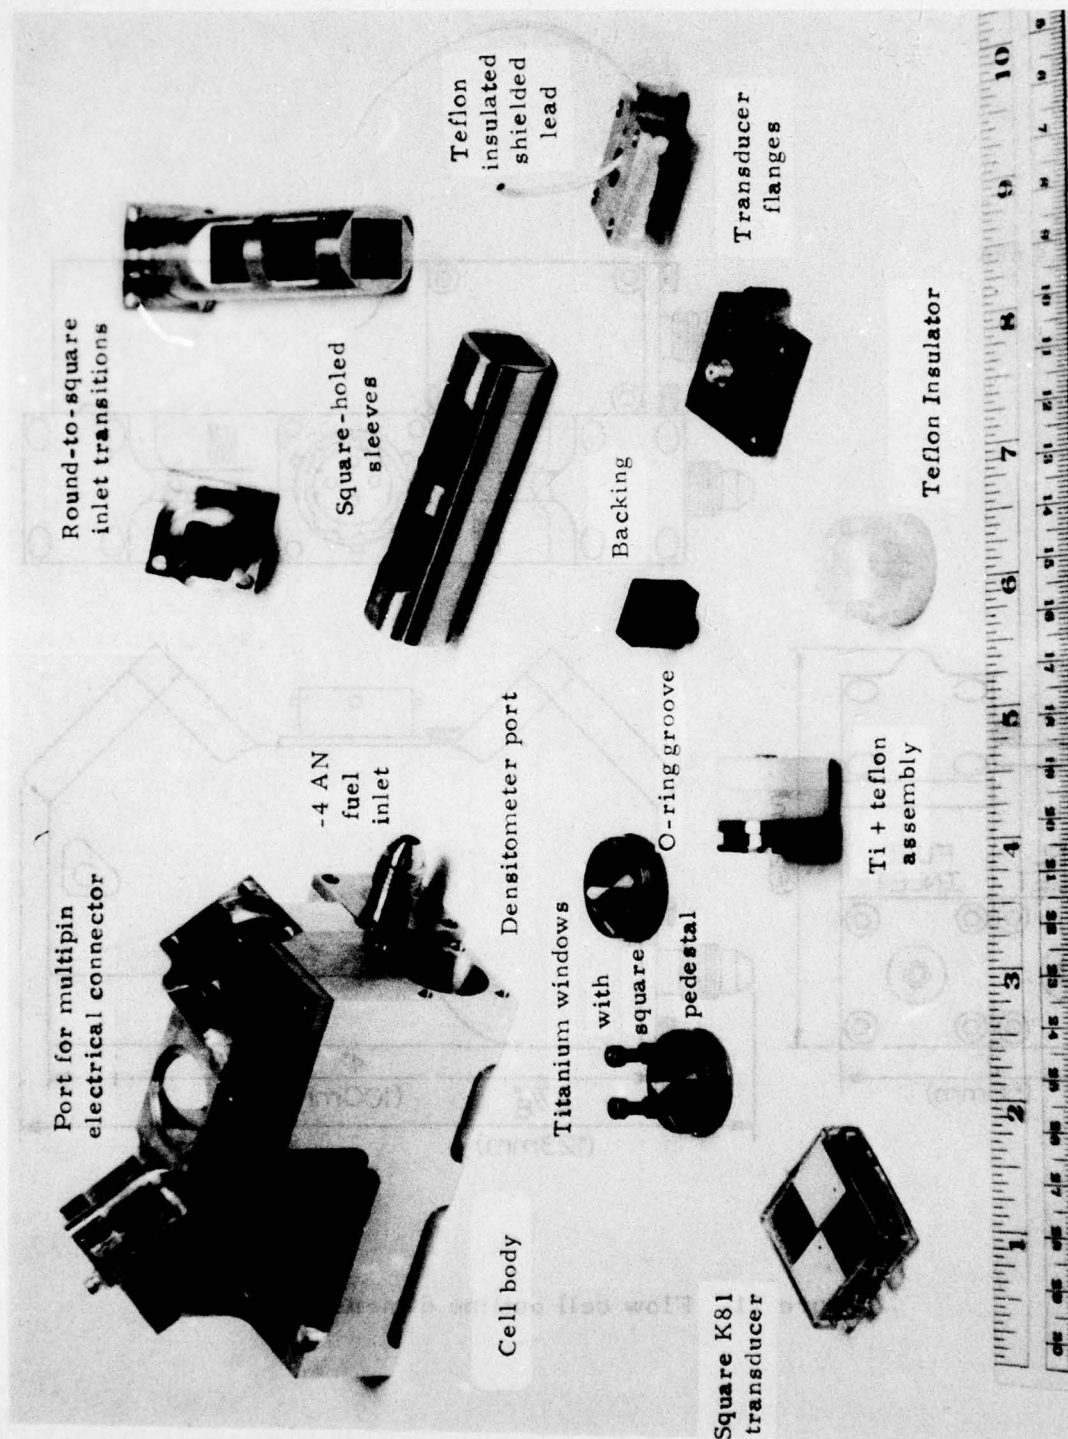 Port for multipin
electrical connector
Round-to-square
inlet transitions
Teflon
insulated
shielded
lead
-4 AN
fuel
inlet
Square-holed
sleeves
Cell body
Densitometer port
Titanium windows
with
square
pedestal
O-ring groove
Backing
Transducer
flanges
Square K81
transducer
Ti + teflon
assembly
Teflon Insulator
1 2 3 4 5 6 7 8 9 10